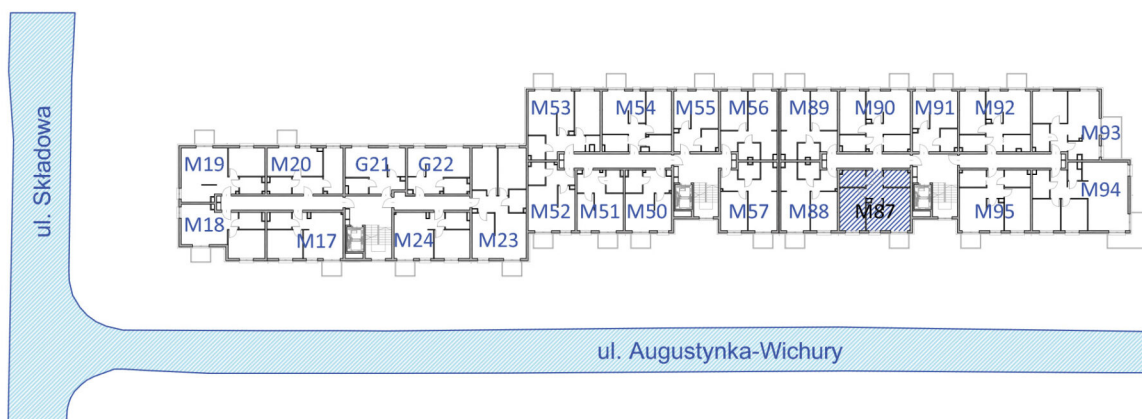 ul. Składowa
M53
M54
M55
M56
M89
M90
M91
M92
M93
M19
M20
G21
G22
M18
M17
M24
M23
M52
M51
M50
M57
M88
M87
M95
M94
ul. Augustynka-Wichury